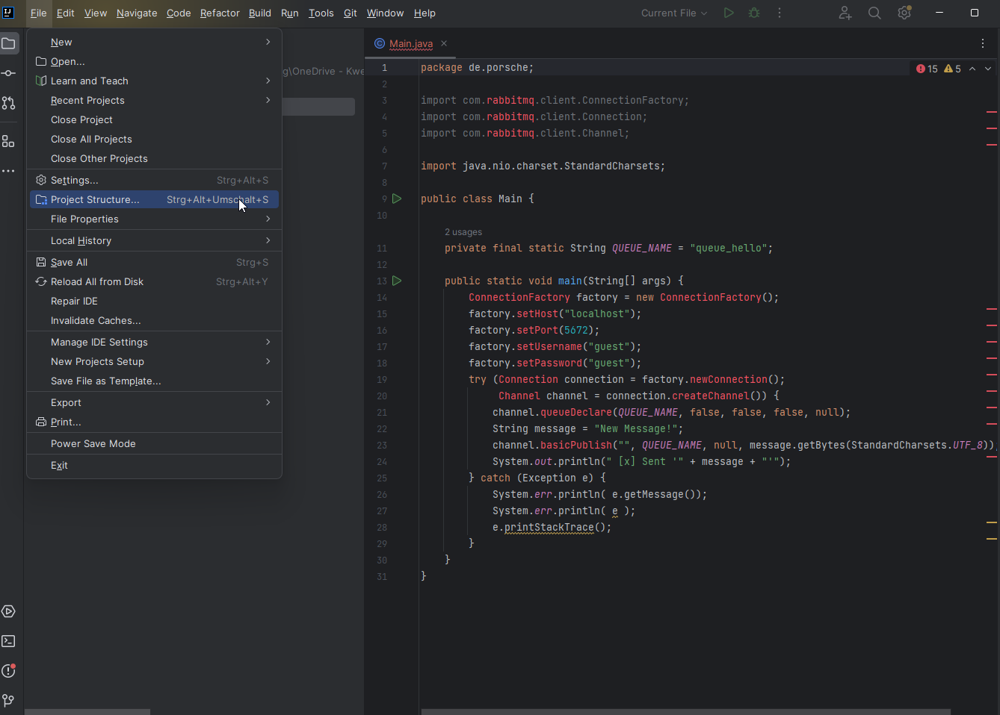 IJ File Edit View Navigate Code Refactor Build Run Tools Git Window Help Current File
New
Open...
Learn and Teach
Recent Projects
Close Project
Close All Projects
Close Other Projects
Settings... Strg+Alt+S
Project Structure... Strg+Alt+Umschalt+S
File Properties
Local History
Save All Strg+S
Reload All from Disk Strg+Alt+Y
Repair IDE
Invalidate Caches...
Manage IDE Settings
New Projects Setup
Save File as Template...
Export
Print...
Power Save Mode
Exit
g\OneDrive - Kwe
C Main.java
15 5
1 package de.porsche;
2
3 import com.rabbitmq.client.ConnectionFactory;
4 import com.rabbitmq.client.Connection;
5 import com.rabbitmq.client.Channel;
6
7 import java.nio.charset.StandardCharsets;
8
9 public class Main {
10
2 usages
11 private final static String QUEUE_NAME = "queue_hello";
12
13 public static void main(String[] args) {
14 ConnectionFactory factory = new ConnectionFactory();
15 factory.setHost("localhost");
16 factory.setPort(5672);
17 factory.setUsername("guest");
18 factory.setPassword("guest");
19 try (Connection connection = factory.newConnection();
20 Channel channel = connection.createChannel()) {
21 channel.queueDeclare(QUEUE_NAME, false, false, false, null);
22 String message = "New Message!";
23 channel.basicPublish("", QUEUE_NAME, null, message.getBytes(StandardCharsets.UTF_8))
24 System.out.println(" [x] Sent '" + message + "'");
25 } catch (Exception e) {
26 System.err.println( e.getMessage());
27 System.err.println( e );
28 e.printStackTrace();
29 }
30 }
31 }